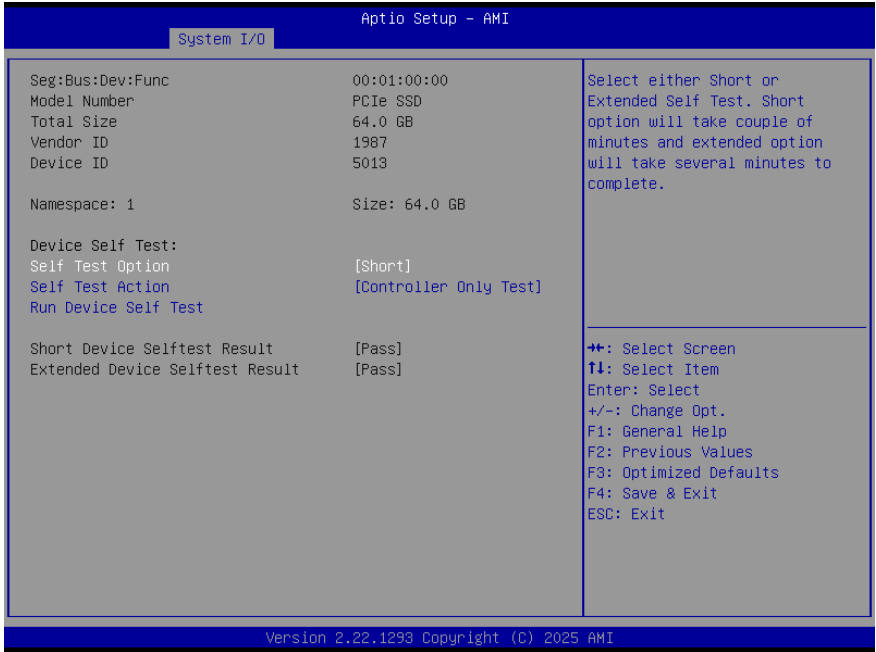 Aptio Setup – AMI
System I/O
Seg:Bus:Dev:Func 00:01:00:00
Model Number PCIe SSD
Total Size 64.0 GB
Vendor ID 1987
Device ID 5013
Namespace: 1 Size: 64.0 GB
Device Self Test:
Self Test Option [Short]
Self Test Action [Controller Only Test]
Run Device Self Test
Short Device Selftest Result [Pass]
Extended Device Selftest Result [Pass]
Select either Short or
Extended Self Test. Short
option will take couple of
minutes and extended option
will take several minutes to
complete.
→←: Select Screen
↑↓: Select Item
Enter: Select
+/-: Change Opt.
F1: General Help
F2: Previous Values
F3: Optimized Defaults
F4: Save & Exit
ESC: Exit
Version 2.22.1293 Copyright (C) 2025 AMI